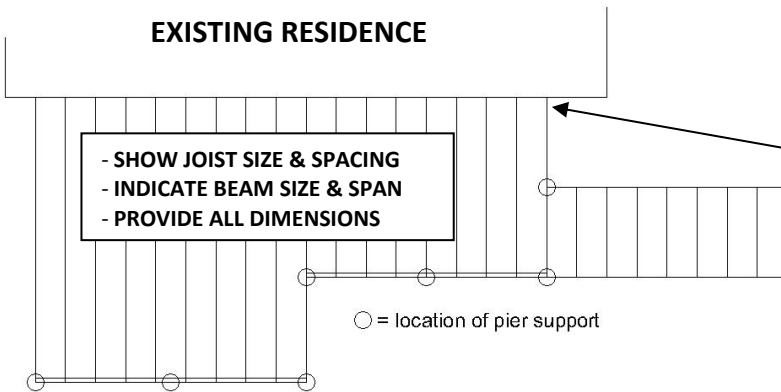 EXISTING RESIDENCE
- SHOW JOIST SIZE & SPACING
- INDICATE BEAM SIZE & SPAN
- PROVIDE ALL DIMENSIONS
= location of pier support